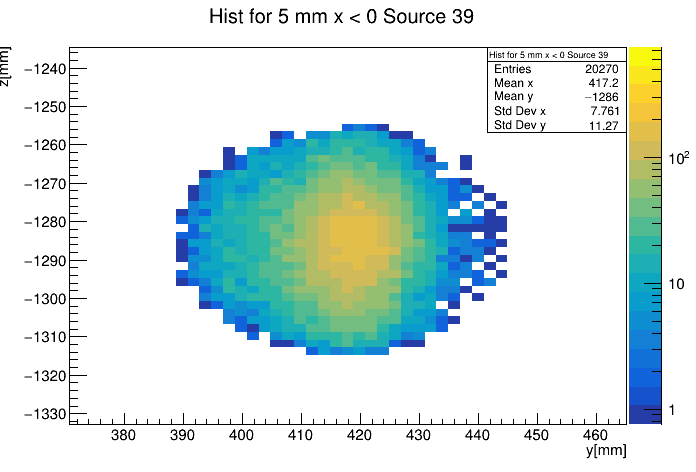 Hist for 5 mm x < 0 Source 39
z[mm]
Hist for 5 mm x < 0 Source 39
Entries 20270
Mean x 417.2
Mean y −1286
Std Dev x 7.761
Std Dev y 11.27
−1240
−1250
−1260
−1270
−1280
−1290
−1300
−1310
−1320
−1330
10²
10
1
380 390 400 410 420 430 440 450 460
y[mm]